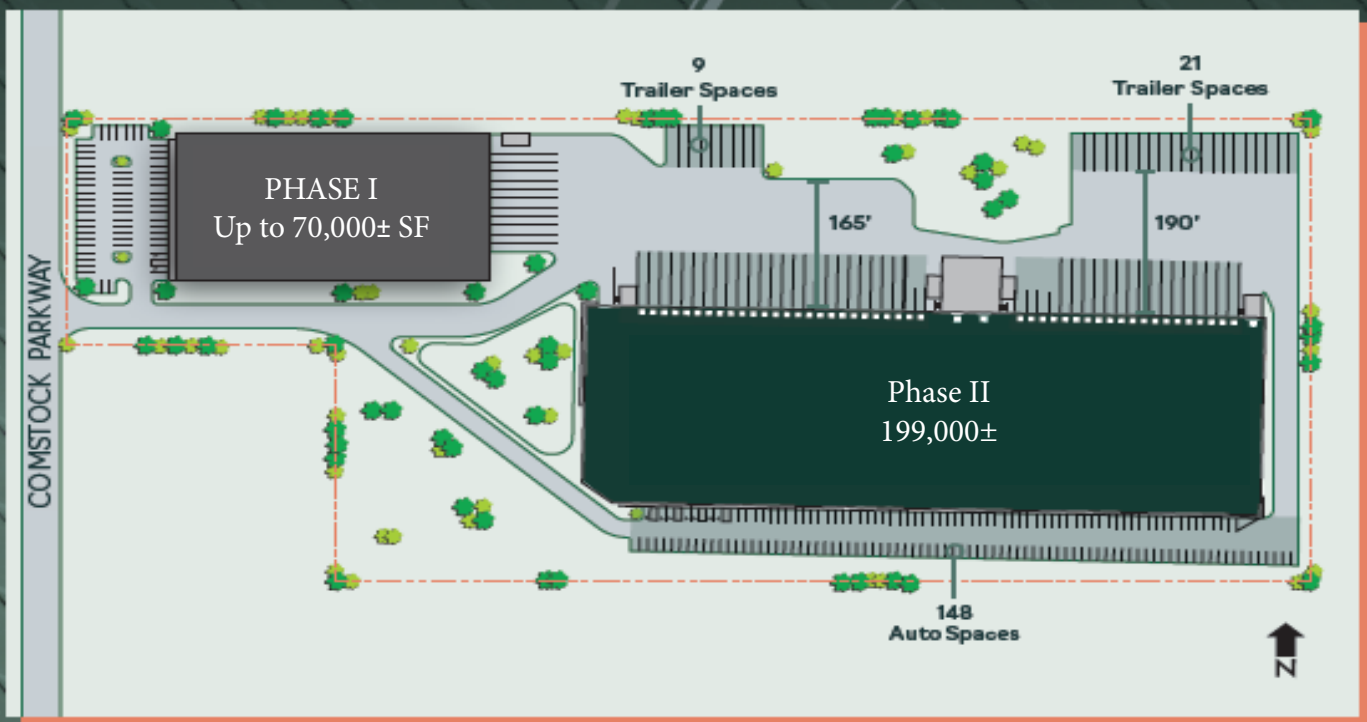 9
Trailer Spaces
21
Trailer Spaces
PHASE I
Up to 70,000± SF
165'
190'
COMSTOCK PARKWAY
Phase II
199,000±
148
Auto Spaces
N